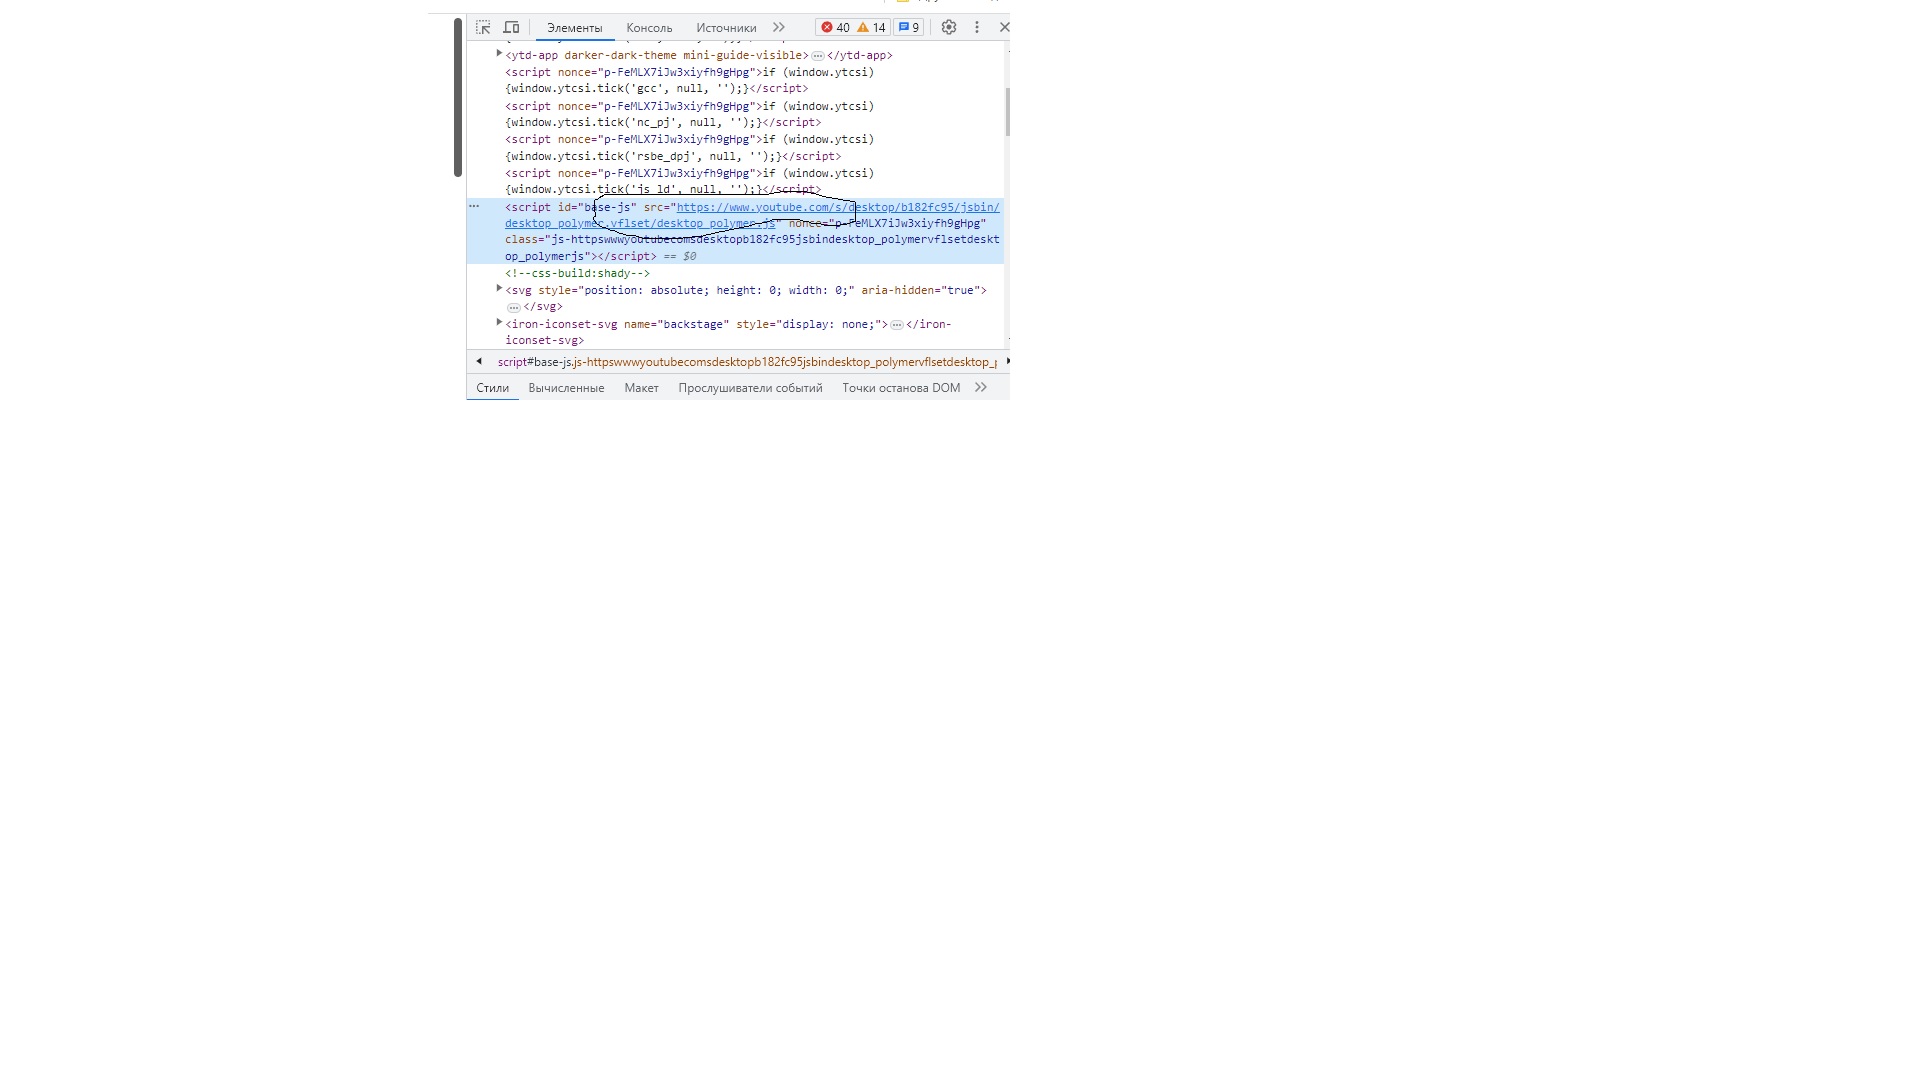 Элементы Консоль Источники 40 14 9
<ytd-app darker-dark-theme mini-guide-visible>…</ytd-app>
<script nonce="p-FeMLX7iJw3xiyfh9gHpg">if (window.ytcsi)
{window.ytcsi.tick('gcc', null, '');}</script>
<script nonce="p-FeMLX7iJw3xiyfh9gHpg">if (window.ytcsi)
{window.ytcsi.tick('nc_pj', null, '');}</script>
<script nonce="p-FeMLX7iJw3xiyfh9gHpg">if (window.ytcsi)
{window.ytcsi.tick('rsbe_dpj', null, '');}</script>
<script nonce="p-FeMLX7iJw3xiyfh9gHpg">if (window.ytcsi)
{window.ytcsi.tick('js_ld', null, '');}</script>
<script id="base-js" src="https://www.youtube.com/s/desktop/b182fc95/jsbin/
desktop_polymer.vflset/desktop_polymer.js" nonce="p-FeMLX7iJw3xiyfh9gHpg"
class="js-httpswwwyoutubecomsdesktopb182fc95jsbindesktop_polymervflsetdeskt
op_polymerjs"></script> == $0
<!--css-build:shady-->
<svg style="position: absolute; height: 0; width: 0;" aria-hidden="true">
…</svg>
<iron-iconset-svg name="backstage" style="display: none;">…</iron-
iconset-svg>
script#base-js.js-httpswwwyoutubecomsdesktopb182fc95jsbindesktop_polymervflsetdesktop_p
Стили Вычисленные Макет Прослушиватели событий Точки останова DOM